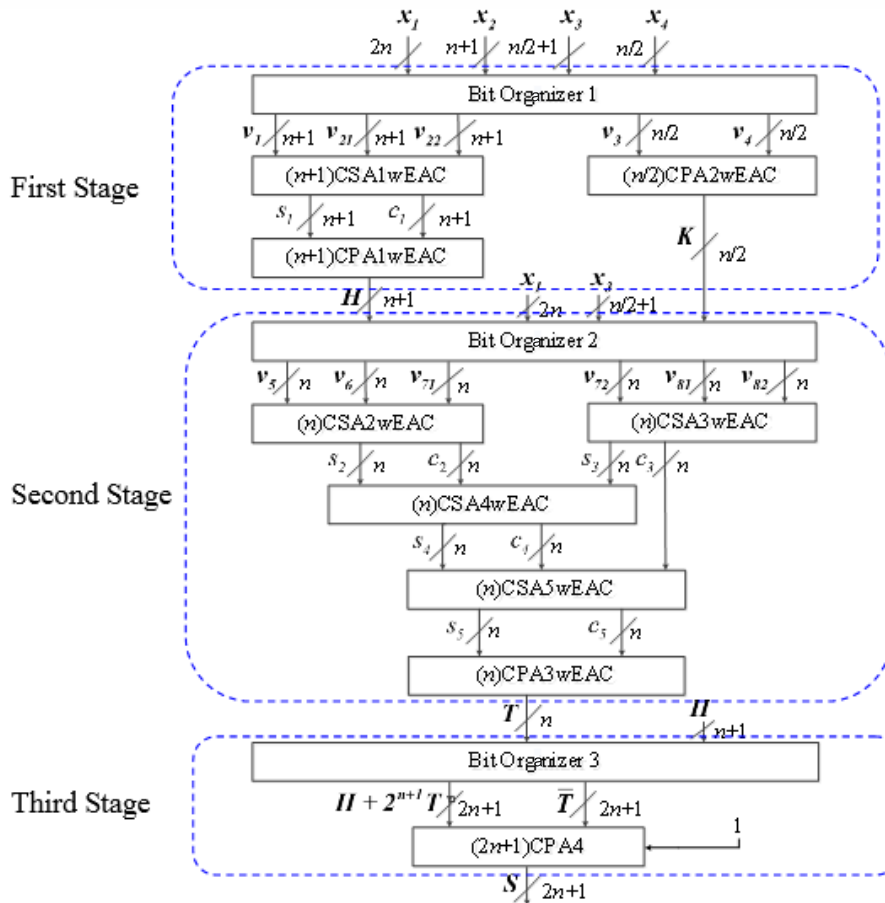 x₁ x₂ x₃ x₄
2n n+1 n/2+1 n/2
Bit Organizer 1
v₁ n+1 v₂₁ n+1 v₂₂ n+1 v₃ n/2 v₄ n/2
First Stage
(n+1)CSA1wEAC (n/2)CPA2wEAC
s₁ n+1 c₁ n+1
K n/2
(n+1)CPA1wEAC
H n+1 x₁ 2n x₃ n/2+1
Bit Organizer 2
v₅ n v₆ n v₇₁ n v₇₂ n v₈₁ n v₈₂ n
(n)CSA2wEAC (n)CSA3wEAC
s₂ n c₂ n s₃ n c₃ n
Second Stage
(n)CSA4wEAC
s₄ n c₄ n
(n)CSA5wEAC
s₅ n c₅ n
(n)CPA3wEAC
T n H n+1
Bit Organizer 3
Third Stage
H + 2ⁿ⁺¹ T 2n+1 T̅ 2n+1
1
(2n+1)CPA4
S 2n+1